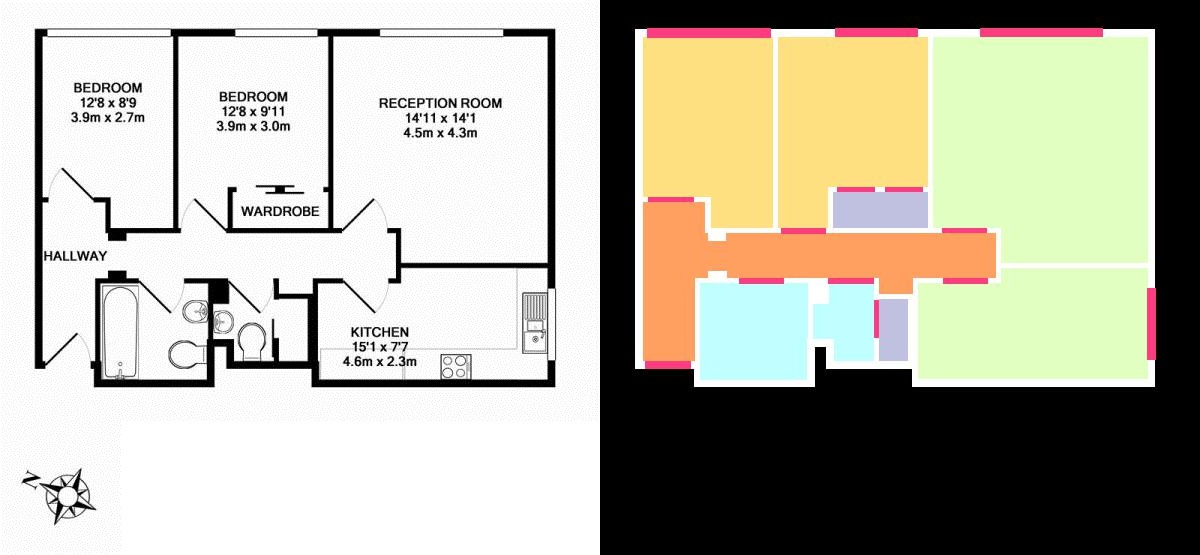 BEDROOM
12'8 x 8'9
3.9m x 2.7m
BEDROOM
12'8 x 9'11
3.9m x 3.0m
RECEPTION ROOM
14'11 x 14'1
4.5m x 4.3m
WARDROBE
HALLWAY
KITCHEN
15'1 x 7'7
4.6m x 2.3m
N